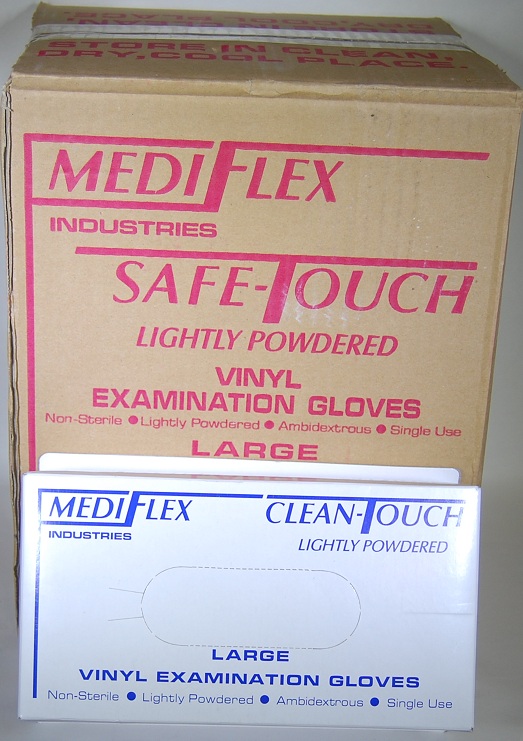 STORE IN CLEAN,
DRY, COOL PLACE.
MEDIFLEX
INDUSTRIES
SAFE-TOUCH
LIGHTLY POWDERED
VINYL
EXAMINATION GLOVES
Non-Sterile ● Lightly Powdered ● Ambidextrous ● Single Use
LARGE
MEDIFLEX CLEAN-TOUCH
INDUSTRIES LIGHTLY POWDERED
LARGE
VINYL EXAMINATION GLOVES
Non-Sterile ● Lightly Powdered ● Ambidextrous ● Single Use